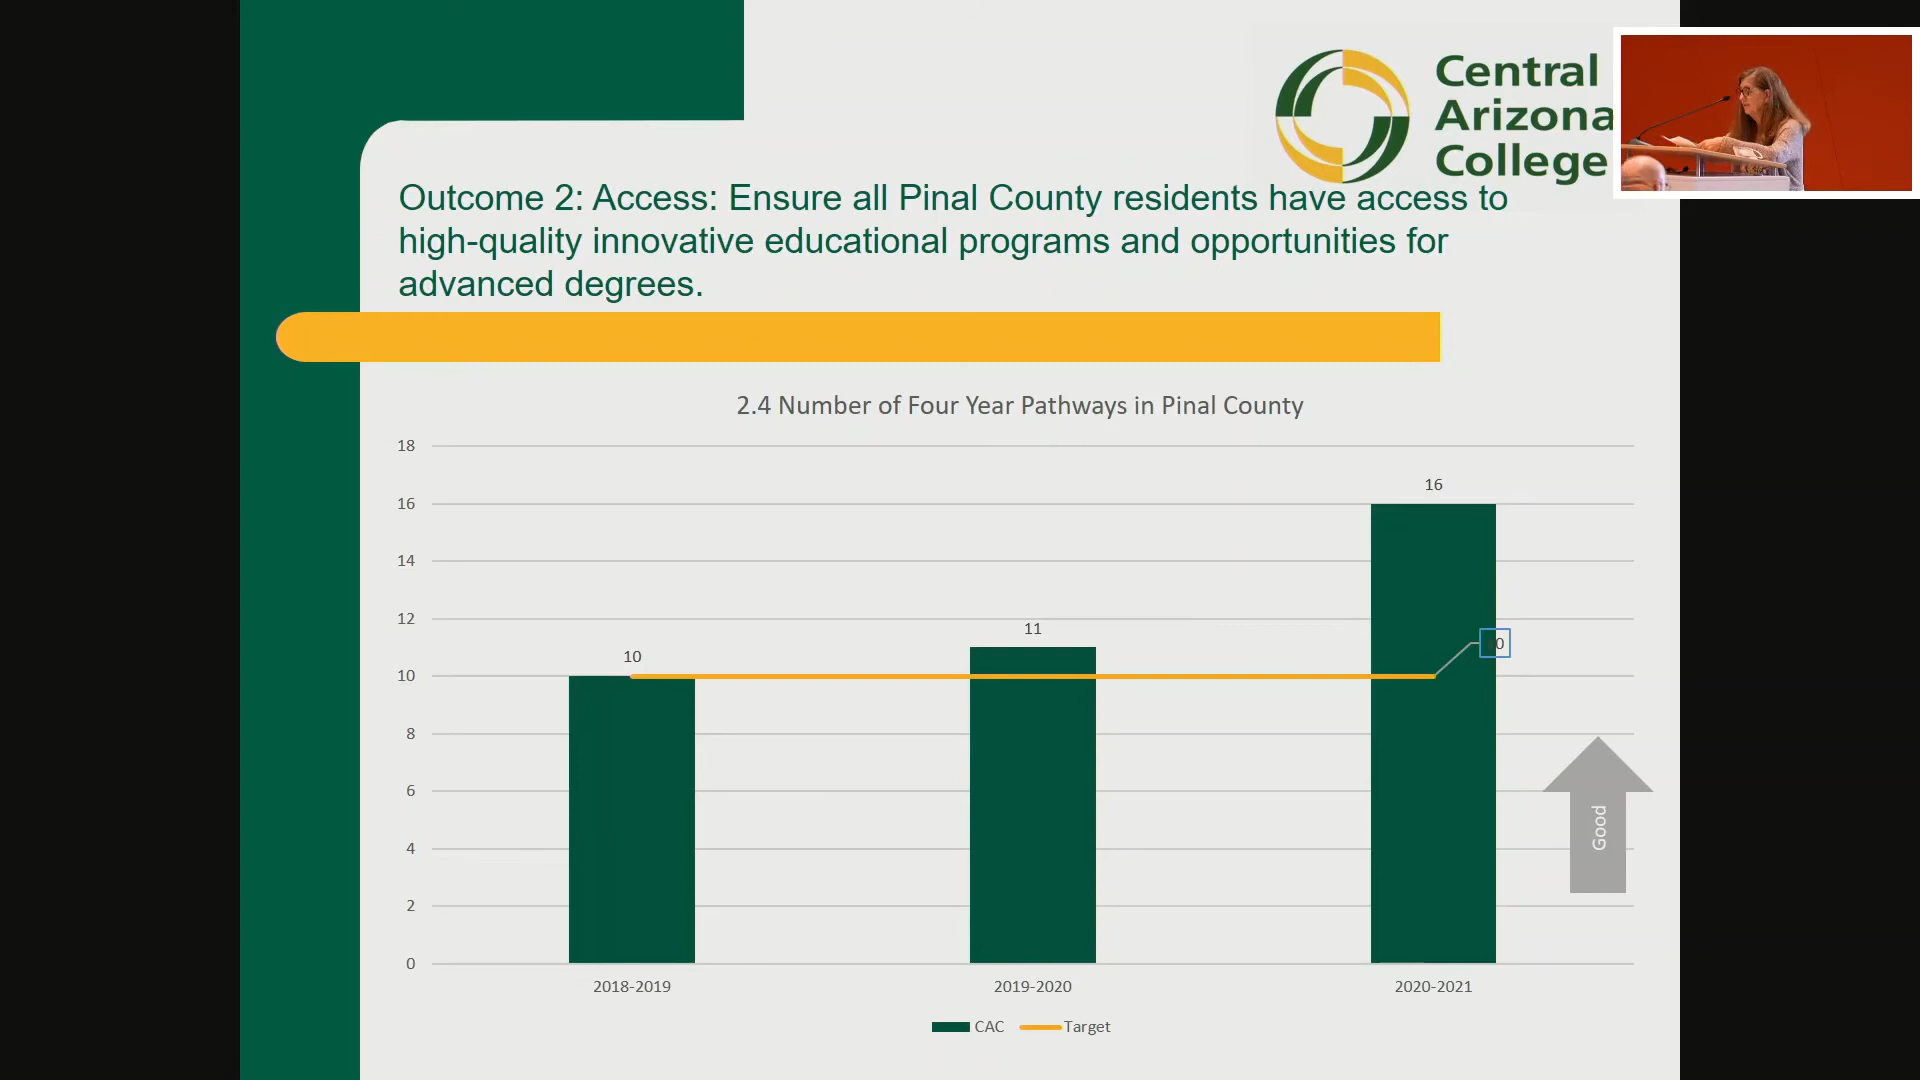 Central
Arizona
College
Outcome 2: Access: Ensure all Pinal County residents have access to
high-quality innovative educational programs and opportunities for
advanced degrees.
2.4 Number of Four Year Pathways in Pinal County
18
16
14
12
10
8
6
4
2
0
10
11
16
10
Good
2018-2019
2019-2020
2020-2021
CAC
Target